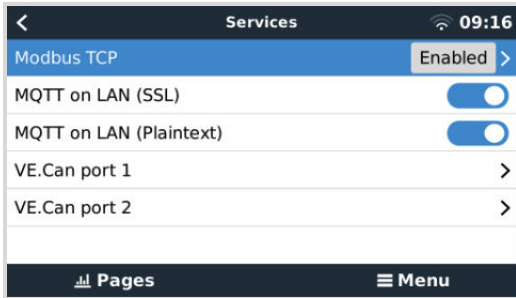 Services 09:16
Modbus TCP Enabled
MQTT on LAN (SSL)
MQTT on LAN (Plaintext)
VE.Can port 1
VE.Can port 2
Pages Menu